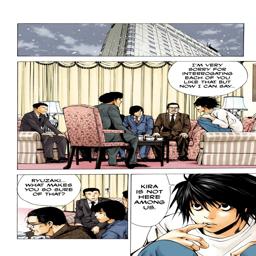 I'M VERY
SORRY FOR
INTERROGATING
EACH OF YOU
LIKE THAT BUT
NOW I CAN SAY...
RYUZAKI...
WHAT MAKES
YOU SO SURE
OF THAT?
KIRA
IS NOT
HERE
AMONG
US.